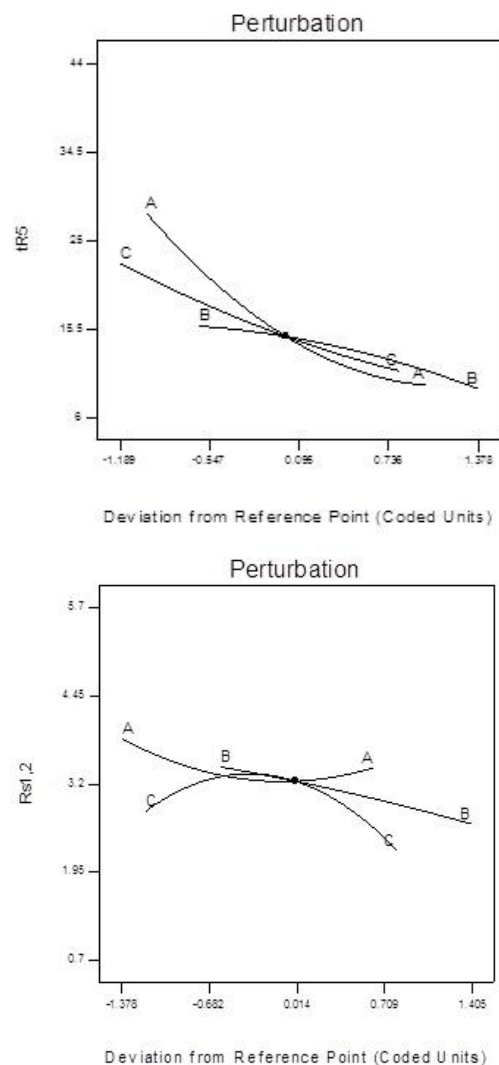 Perturbation
44
34.5
25
15.5
6
tR5
A
C
B
C
A
B
-1.189
-0.547
0.095
0.736
1.378
Deviation from Reference Point (Coded Units)
Perturbation
5.7
4.45
3.2
1.95
0.7
Rs1,2
A
B
A
C
B
C
-1.378
-0.682
0.014
0.709
1.405
Deviation from Reference Point (Coded Units)